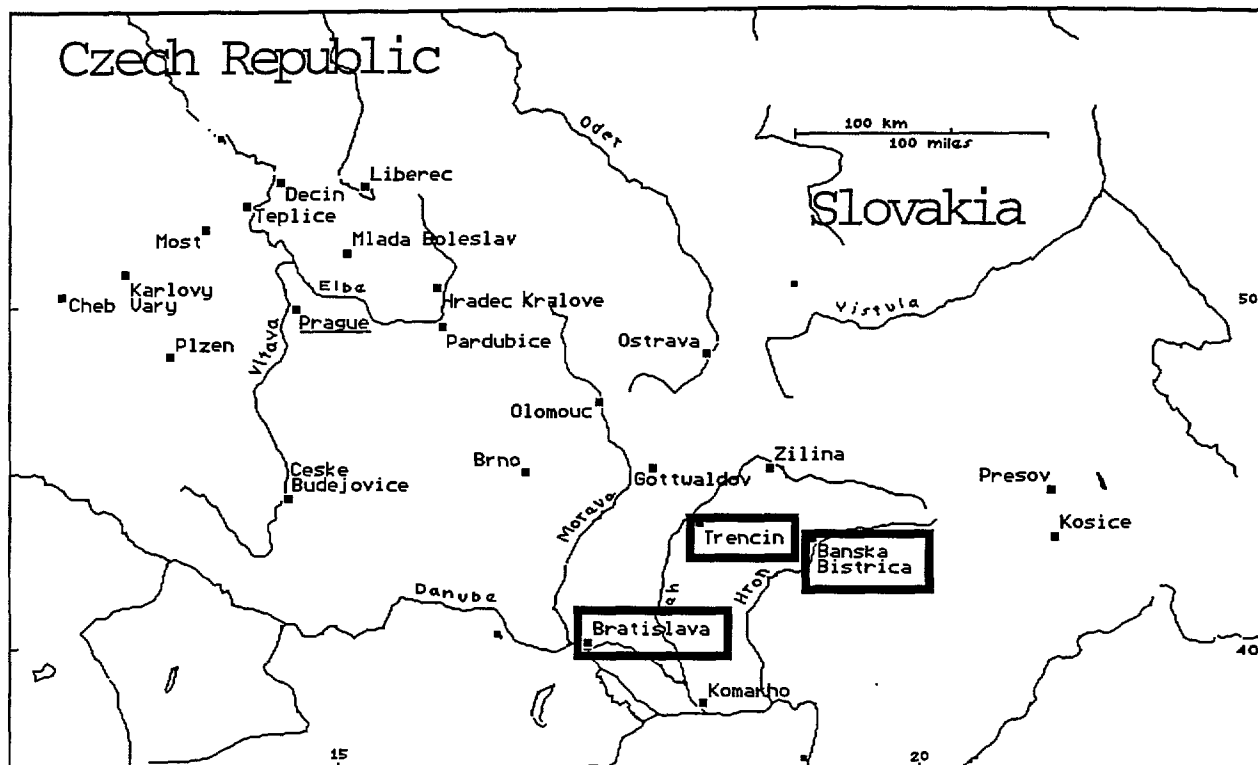 Czech Republic
Oder
100 km
100 miles
Liberec
Decin
Teplice
Slovakia
Most
Mlada Boleslav
Karlovy
Cheb Vary
Elbe
Hradec Kralove
Vistula
50
Prague
Vltava
Plzen
Pardubice
Ostrava
Olomouc
Brno
Gottwaldov
Zilina
Presov
Ceske
Budejovice
Morava
Trencin
Kosice
Banska
Bistrica
Hron
ah
Danube
Bratislava
40
Komarho
15
20